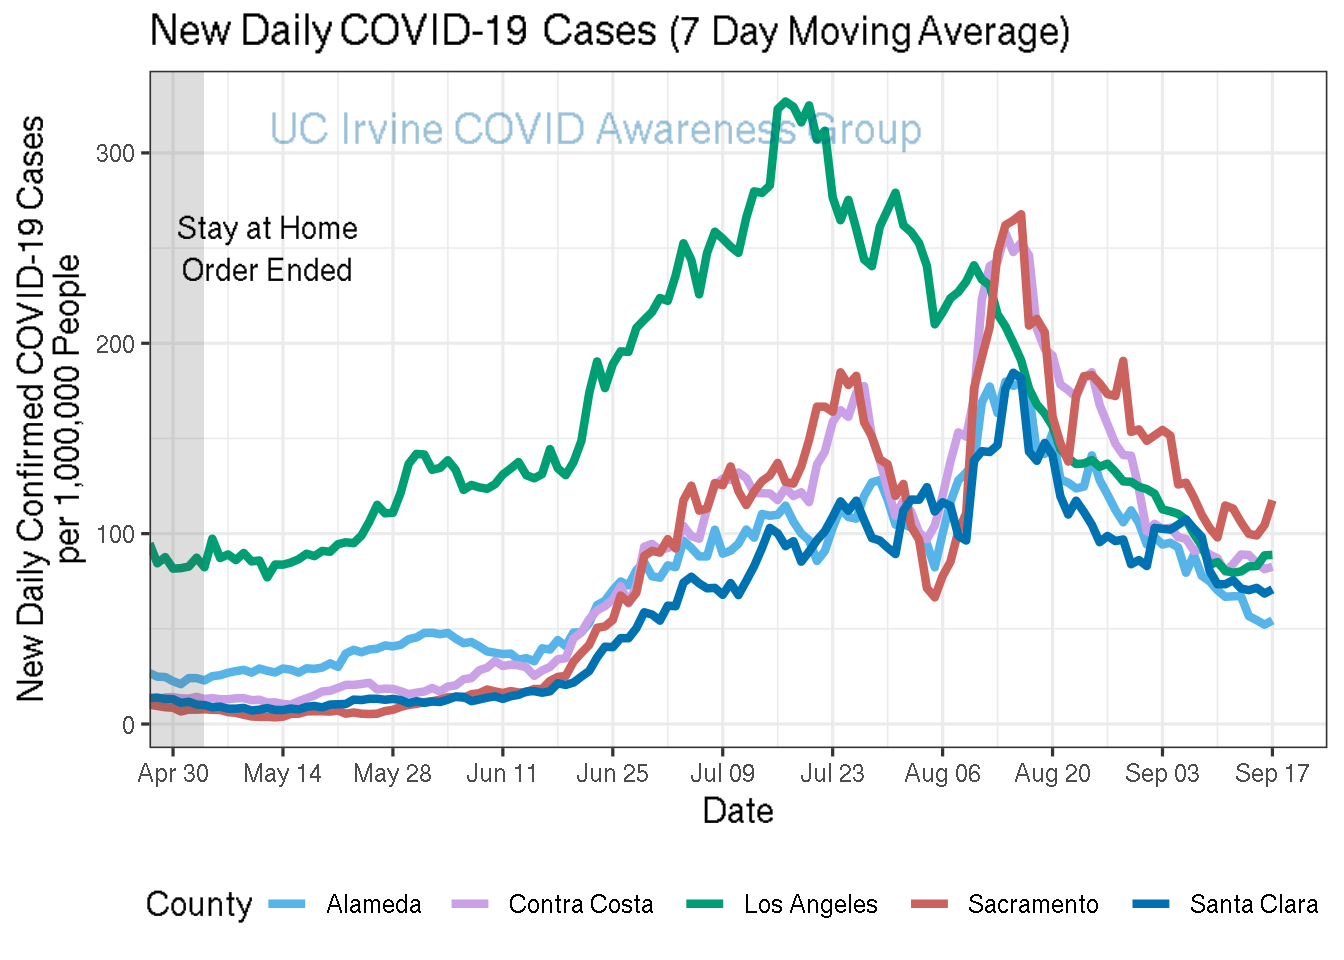 New Daily COVID-19 Cases (7 Day Moving Average)
UC Irvine COVID Awareness Group
Stay at Home
Order Ended
New Daily Confirmed COVID-19 Cases
per 1,000,000 People
300
200
100
0
Apr 30 May 14 May 28 Jun 11 Jun 25 Jul 09 Jul 23 Aug 06 Aug 20 Sep 03 Sep 17
Date
County Alameda Contra Costa Los Angeles Sacramento Santa Clara